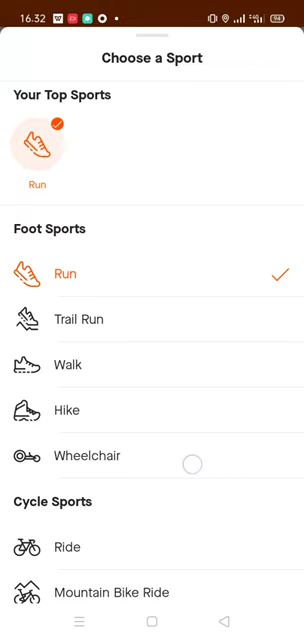 16.32
94
Choose a Sport
Your Top Sports
Run
Foot Sports
Run
Trail Run
Walk
Hike
Wheelchair
Cycle Sports
Ride
Mountain Bike Ride